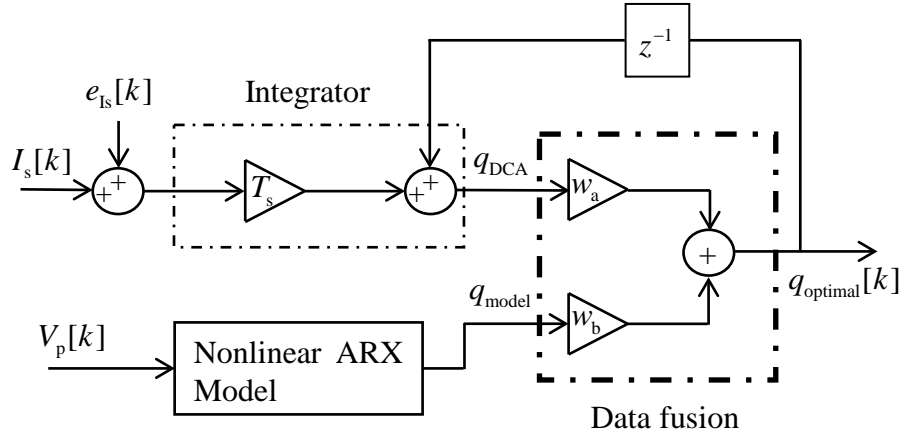 z⁻¹
e_Is[k]
Integrator
I_s[k]
+
+
T_s
+
+
q_DCA
w_a
+
q_optimal[k]
q_model
w_b
V_p[k]
Nonlinear ARX
Model
Data fusion